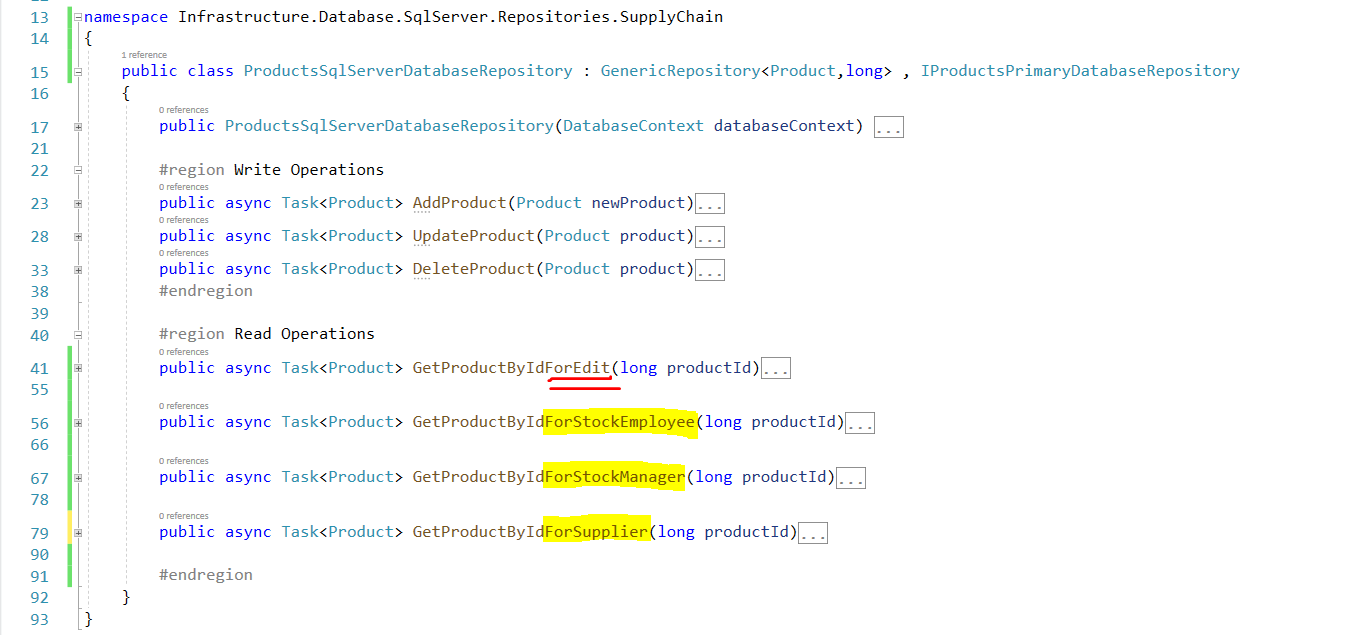 13 namespace Infrastructure.Database.SqlServer.Repositories.SupplyChain
14 {
1 reference
15 public class ProductsSqlServerDatabaseRepository : GenericRepository<Product,long> , IProductsPrimaryDatabaseRepository
16 {
0 references
17 public ProductsSqlServerDatabaseRepository(DatabaseContext databaseContext) ...
21
22 #region Write Operations
0 references
23 public async Task<Product> AddProduct(Product newProduct)...
0 references
28 public async Task<Product> UpdateProduct(Product product)...
0 references
33 public async Task<Product> DeleteProduct(Product product)...
38 #endregion
39
40 #region Read Operations
0 references
41 public async Task<Product> GetProductByIdForEdit(long productId)...
55
0 references
56 public async Task<Product> GetProductByIdForStockEmployee(long productId)...
66
0 references
67 public async Task<Product> GetProductByIdForStockManager(long productId)...
78
0 references
79 public async Task<Product> GetProductByIdForSupplier(long productId)...
90
91 #endregion
92 }
93 }